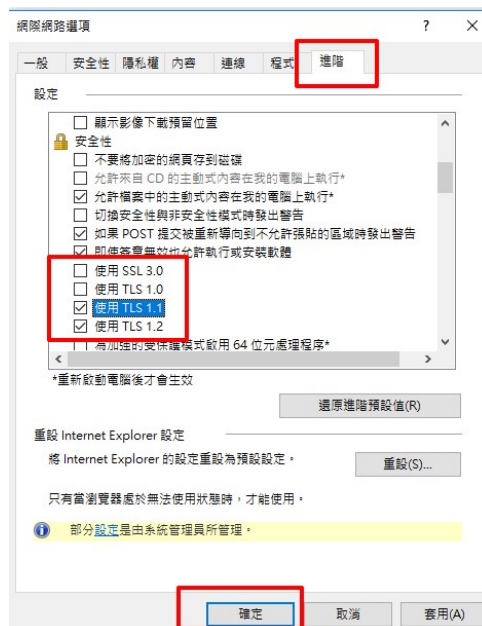 網際網路選項 ?
一般 安全性 隱私權 內容 連線 程式 進階
設定
顯示影像下載預留位置
安全性
不要將加密的網頁存到磁碟
允許來自 CD 的主動式內容在我的電腦上執行*
允許檔案中的主動式內容在我的電腦上執行*
切換安全性與非安全性模式時發出警告
如果 POST 提交被重新導向到不允許張貼的區域時發出警告
即使簽章無效也允許執行或安裝軟體
使用 SSL 3.0
使用 TLS 1.0
使用 TLS 1.1
使用 TLS 1.2
為加強的受保護模式啟用 64 位元處理程序*
*重新啟動電腦後才會生效
還原進階預設值(R)
重設 Internet Explorer 設定
將 Internet Explorer 的設定重設為預設設定。
重設(S)...
只有當瀏覽器處於無法使用狀態時，才能使用。
部分設定是由系統管理員所管理。
確定 取消 套用(A)